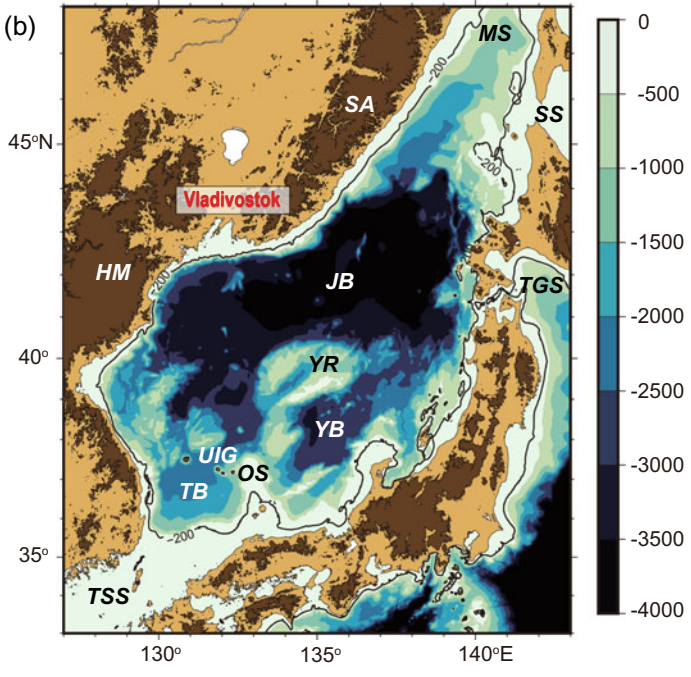 (b)
MS
200
SA
SS
45°N
200
Vladivostok
HM
200
JB
TGS
40°
YR
YB
UIG
OS
TB
200
35°
TSS
130°
135°
140°E
0
-500
-1000
-1500
-2000
-2500
-3000
-3500
-4000